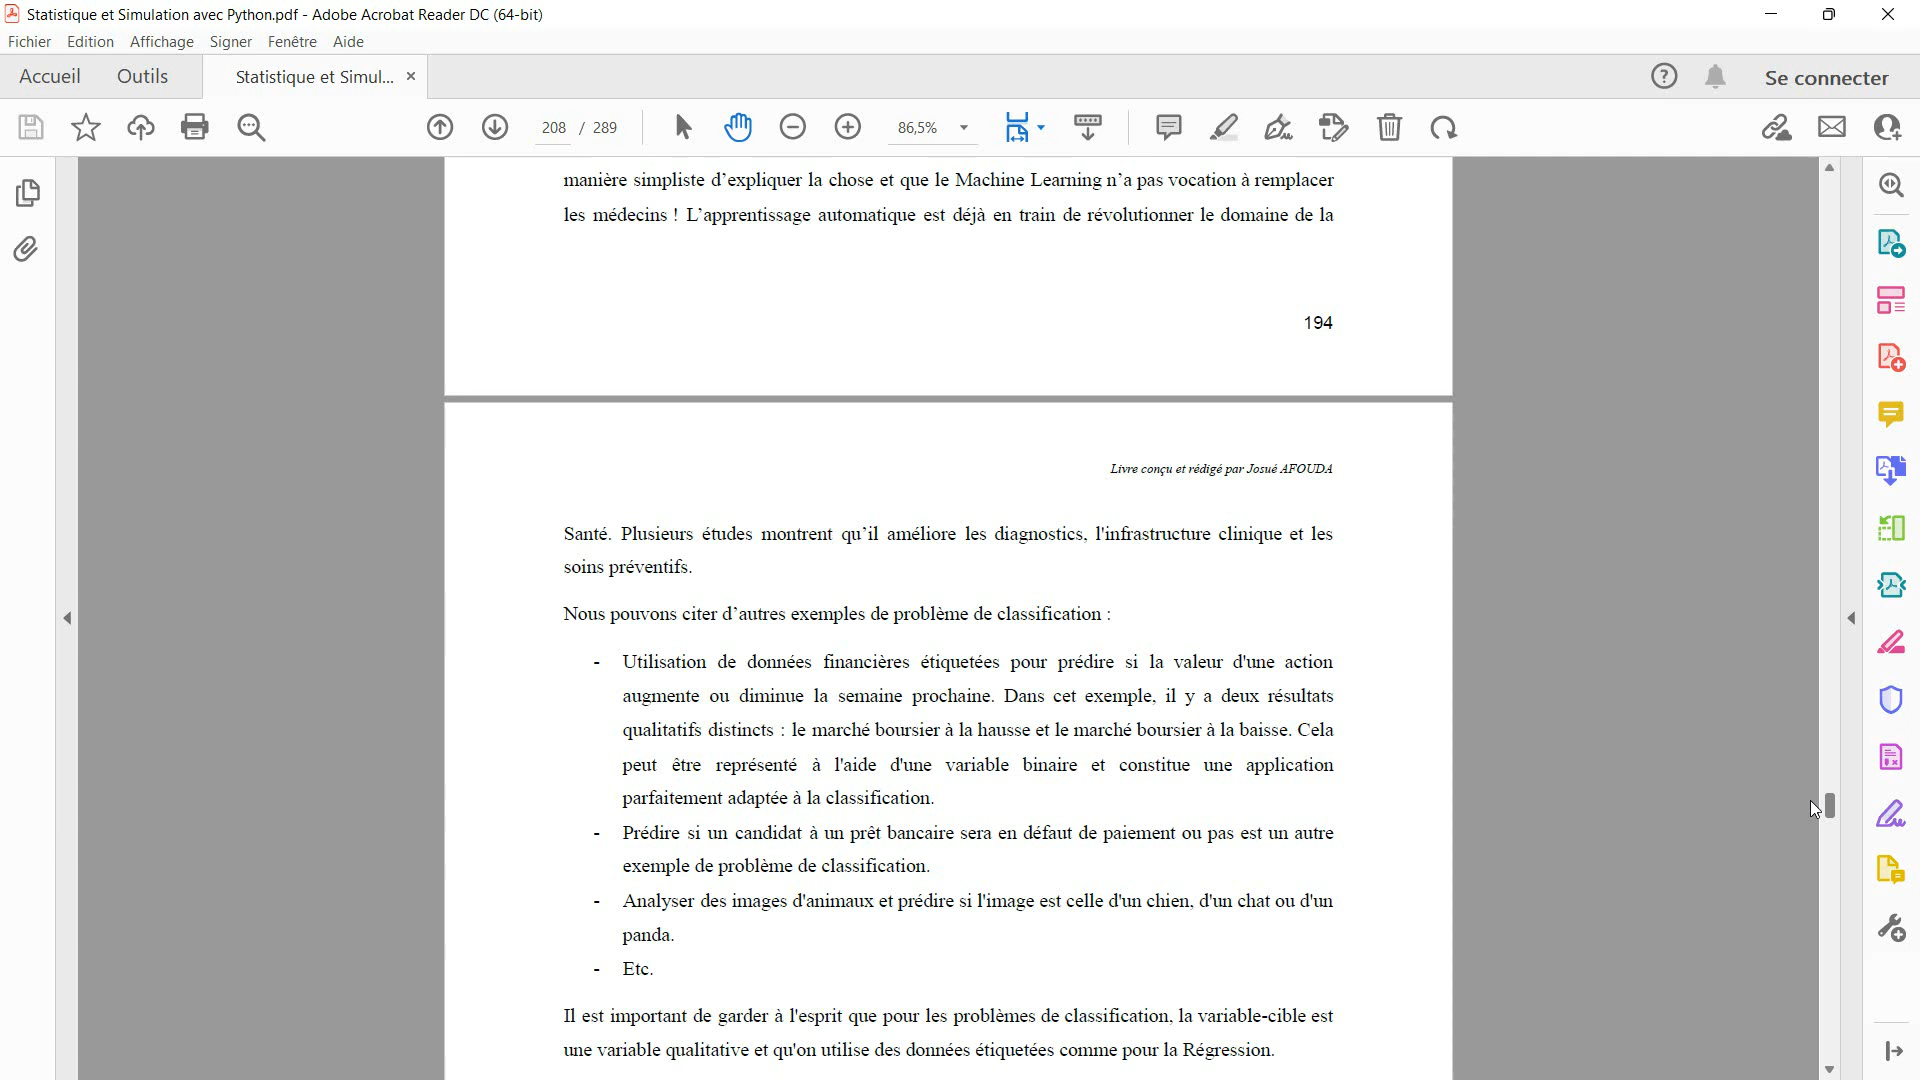 Statistique et Simulation avec Python.pdf - Adobe Acrobat Reader DC (64-bit)
Fichier Edition Affichage Signer Fenêtre Aide
Accueil Outils Statistique et Simul... Se connecter
208 / 289 86,5%
manière simpliste d’expliquer la chose et que le Machine Learning n’a pas vocation à remplacer
les médecins ! L’apprentissage automatique est déjà en train de révolutionner le domaine de la
194
Livre conçu et rédigé par Josué AFOUDA
Santé. Plusieurs études montrent qu’il améliore les diagnostics, l'infrastructure clinique et les
soins préventifs.
Nous pouvons citer d’autres exemples de problème de classification :
- Utilisation de données financières étiquetées pour prédire si la valeur d'une action
augmente ou diminue la semaine prochaine. Dans cet exemple, il y a deux résultats
qualitatifs distincts : le marché boursier à la hausse et le marché boursier à la baisse. Cela
peut être représenté à l'aide d'une variable binaire et constitue une application
parfaitement adaptée à la classification.
- Prédire si un candidat à un prêt bancaire sera en défaut de paiement ou pas est un autre
exemple de problème de classification.
- Analyser des images d'animaux et prédire si l'image est celle d'un chien, d'un chat ou d'un
panda.
- Etc.
Il est important de garder à l'esprit que pour les problèmes de classification, la variable-cible est
une variable qualitative et qu'on utilise des données étiquetées comme pour la Régression.